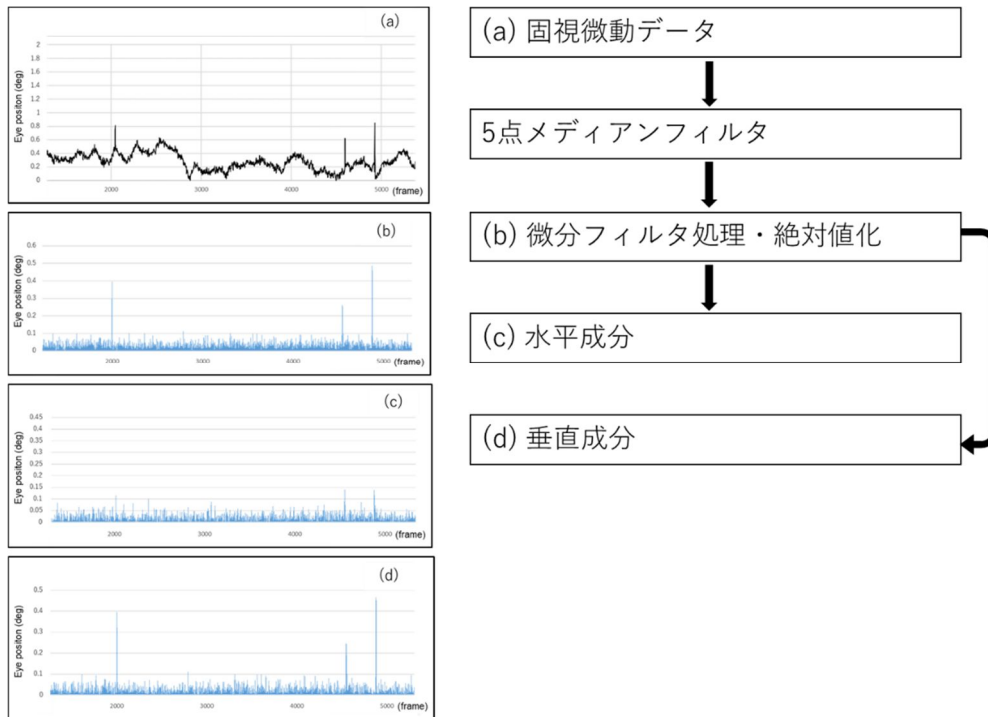 (a)
Eye positon (deg)
2
1.8
1.6
1.4
1.2
1
0.8
0.6
0.4
0.2
0
2000 3000 4000 5000 (frame)
(b)
Eye positon (deg)
0.6
0.5
0.4
0.3
0.2
0.1
0
2000 3000 4000 5000 (frame)
(c)
Eye positon (deg)
0.45
0.4
0.35
0.3
0.25
0.2
0.15
0.1
0.05
0
2000 3000 4000 5000 (frame)
(d)
Eye positon (deg)
0.5
0.4
0.3
0.2
0.1
0
2000 3000 4000 5000 (frame)
(a) 固視微動データ
5点メディアンフィルタ
(b) 微分フィルタ処理・絶対値化
(c) 水平成分
(d) 垂直成分